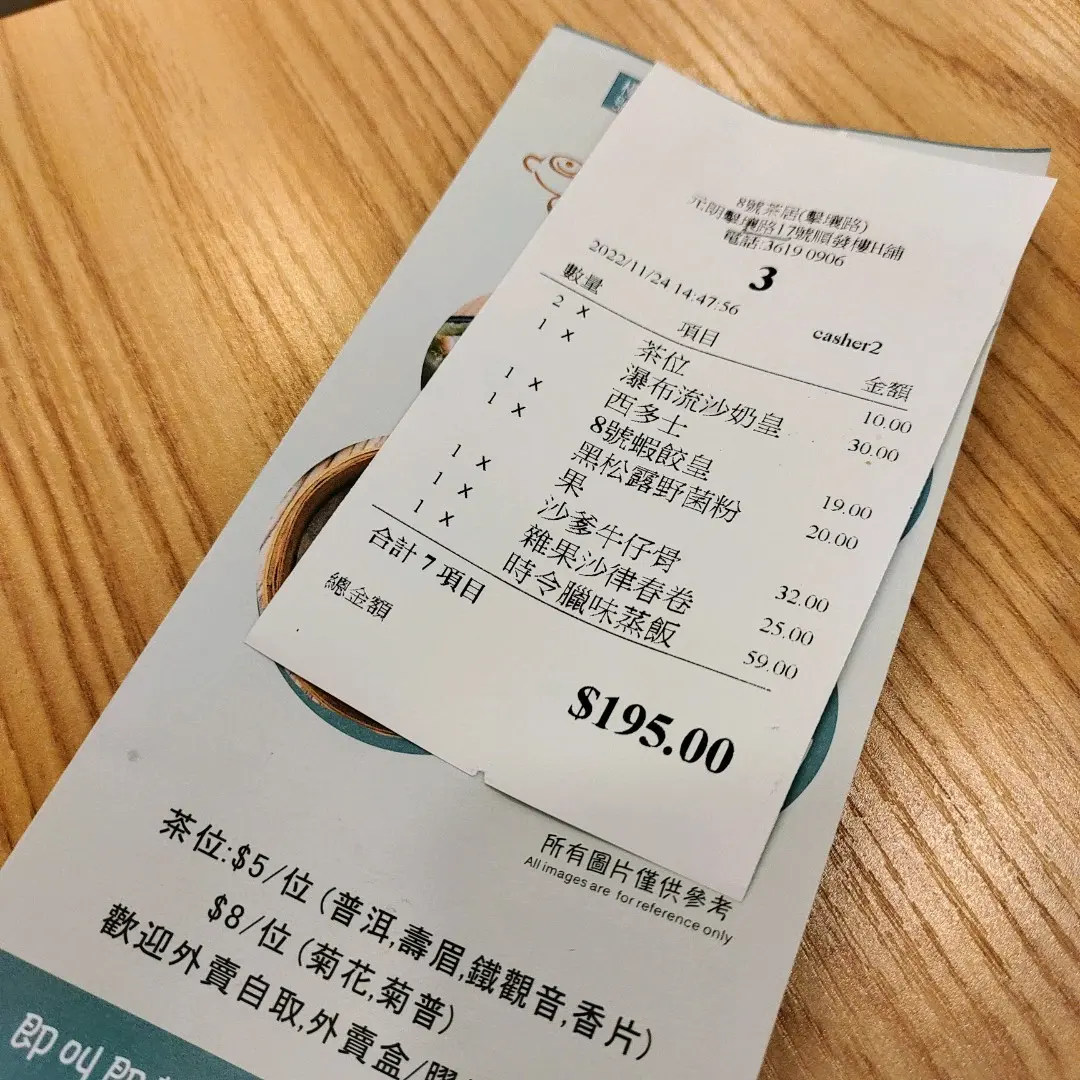 8號茶居(擊壤路)
元朗擊壤路17號順發樓H舖
電話:3619 0906
3
2022/11/24 14:47:56 casher2
數量 項目 金額
2 x 茶位 10.00
1 x 瀑布流沙奶皇 30.00
西多士
1 x 8號蝦餃皇 19.00
1 x 黑松露野菌粉 20.00
果
1 x 沙爹牛仔骨 32.00
1 x 雜果沙律春卷 25.00
1 x 時令臘味蒸飯 59.00
合計 7 項目
總金額
$195.00
所有圖片僅供參考
All images are for reference only
茶位:$5/位 (普洱,壽眉,鐵觀音,香片)
$8/位 (菊花,菊普)
歡迎外賣自取,外賣盒/膠